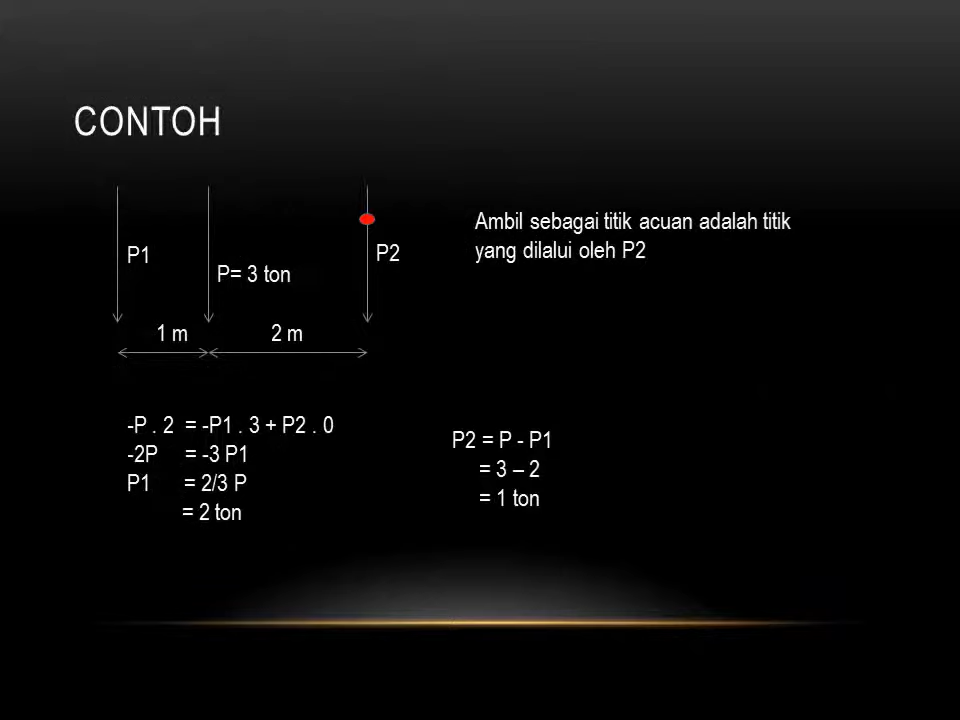 CONTOH
P1
P= 3 ton
P2
1 m
2 m
Ambil sebagai titik acuan adalah titik
yang dilalui oleh P2
-P . 2 = -P1 . 3 + P2 . 0
-2P = -3 P1
P1 = 2/3 P
= 2 ton
P2 = P - P1
= 3 – 2
= 1 ton